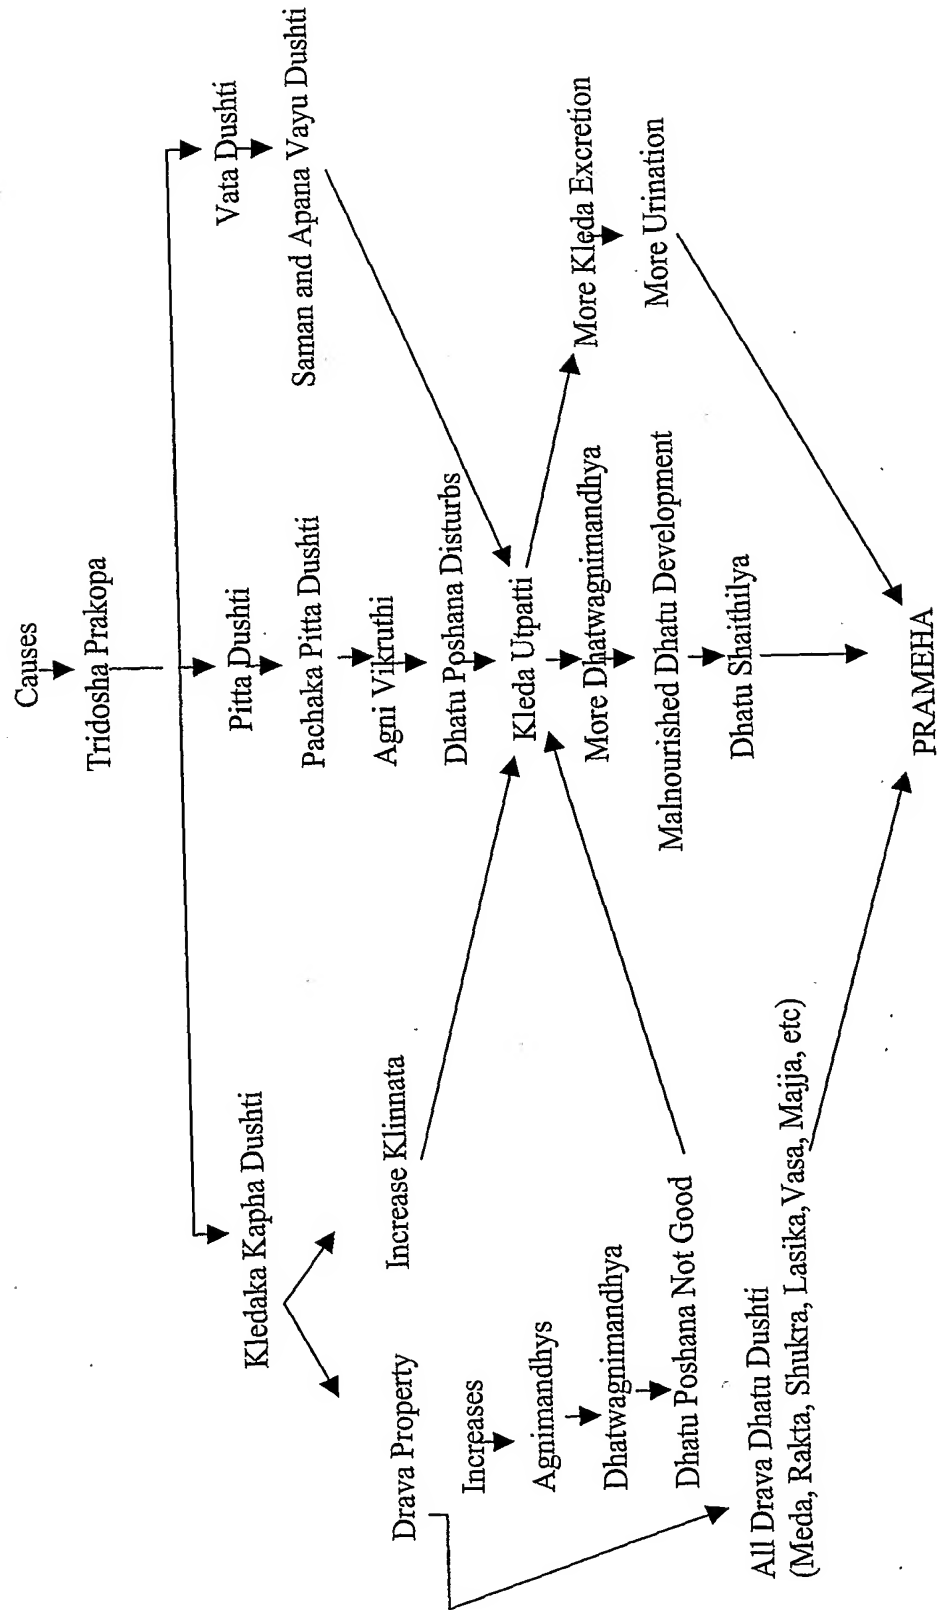 Causes
Tridosha Prakopa
Kledaka Kapha Dushti
Pitta Dushti
Vata Dushti
Pachaka Pitta Dushti
Saman and Apana Vayu Dushti
Drava Property
Increase Klinnata
Agni Vikruthi
Increases
Dhatu Poshana Disturbs
Agnimandhys
Kleda Utpatti
Dhatwagnimandhya
More Dhatwagnimandhya
More Kleda Excretion
Dhatu Poshana Not Good
Malnourished Dhatu Development
More Urination
All Drava Dhatu Dushti
(Meda, Rakta, Shukra, Lasika,Vasa, Majja, etc)
Dhatu Shaithilya
PRAMEHA